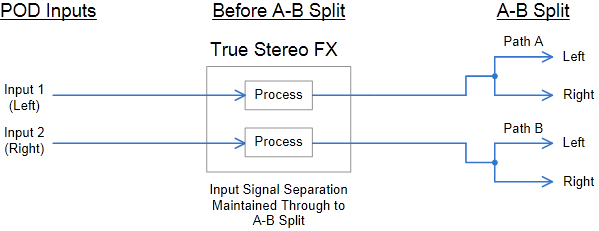 POD Inputs
Before A-B Split
A-B Split
True Stereo FX
Path A
Left
Input 1
(Left)
Process
Right
Input 2
(Right)
Process
Path B
Left
Right
Input Signal Separation
Maintained Through to
A-B Split